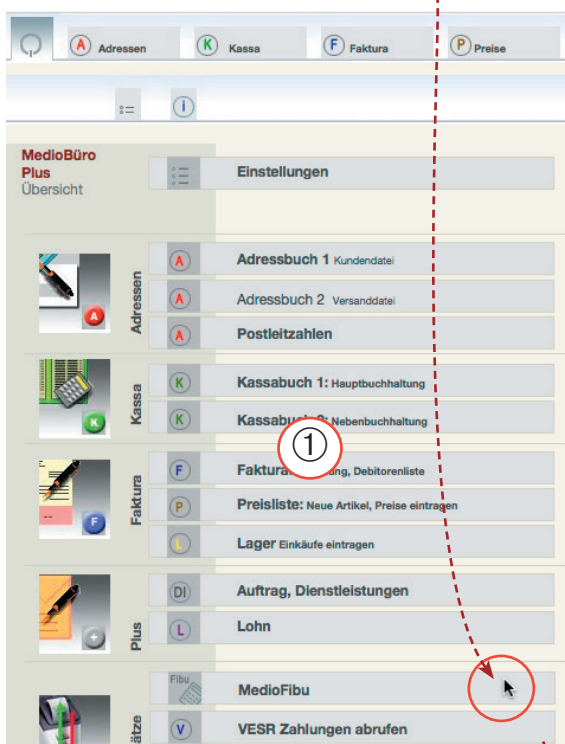 A Adressen K Kassa F Faktura P Preise
i
MedioBüro
Plus
Übersicht
Einstellungen
Adressen
A Adressbuch 1 Kundendatei
A Adressbuch 2 Versanddatei
A Postleitzahlen
A
Kassa
K Kassabuch 1: Hauptbuchhaltung
K Kassabuch 2: Nebenbuchhaltung
K
1
Faktura
F Faktura: Debitorenliste
P Preisliste: Neue Artikel, Preise eintragen
L Lager Einkäufe eintragen
F
Plus
DI Auftrag, Dienstleistungen
L Lohn
+
Fibu MedioFibu
V VESR Zahlungen abrufen